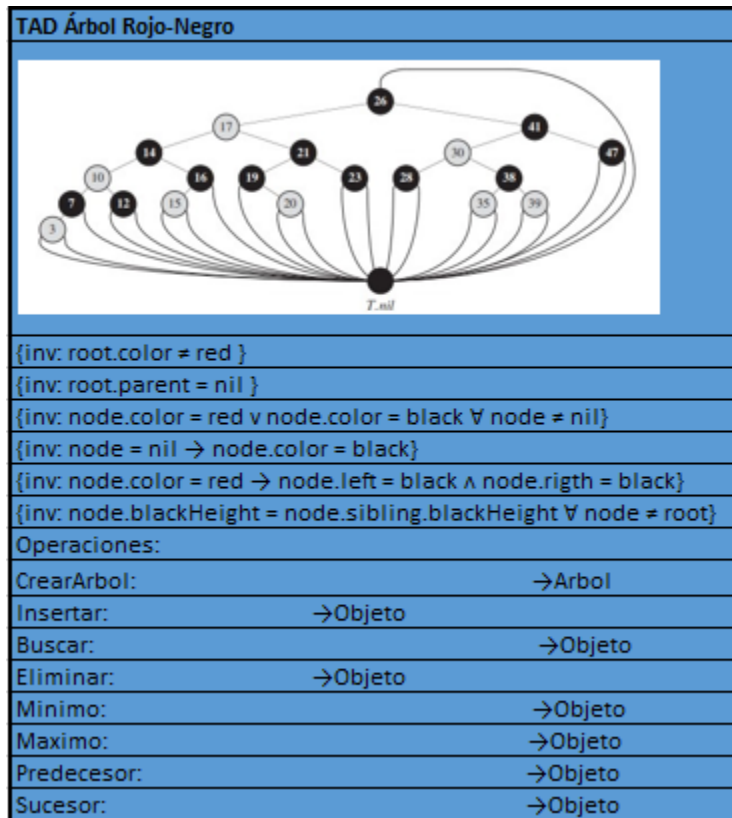 TAD Árbol Rojo-Negro
26
17 41
14 21 30 47
10 16 19 23 28 38
7 12 15 20 35 39
3
T.nil
{inv: root.color ≠ red }
{inv: root.parent = nil }
{inv: node.color = red v node.color = black ∀ node ≠ nil}
{inv: node = nil → node.color = black}
{inv: node.color = red → node.left = black ∧ node.rigth = black}
{inv: node.blackHeight = node.sibling.blackHeight ∀ node ≠ root}
Operaciones:
CrearArbol: →Arbol
Insertar: →Objeto
Buscar: →Objeto
Eliminar: →Objeto
Minimo: →Objeto
Maximo: →Objeto
Predecesor: →Objeto
Sucesor: →Objeto